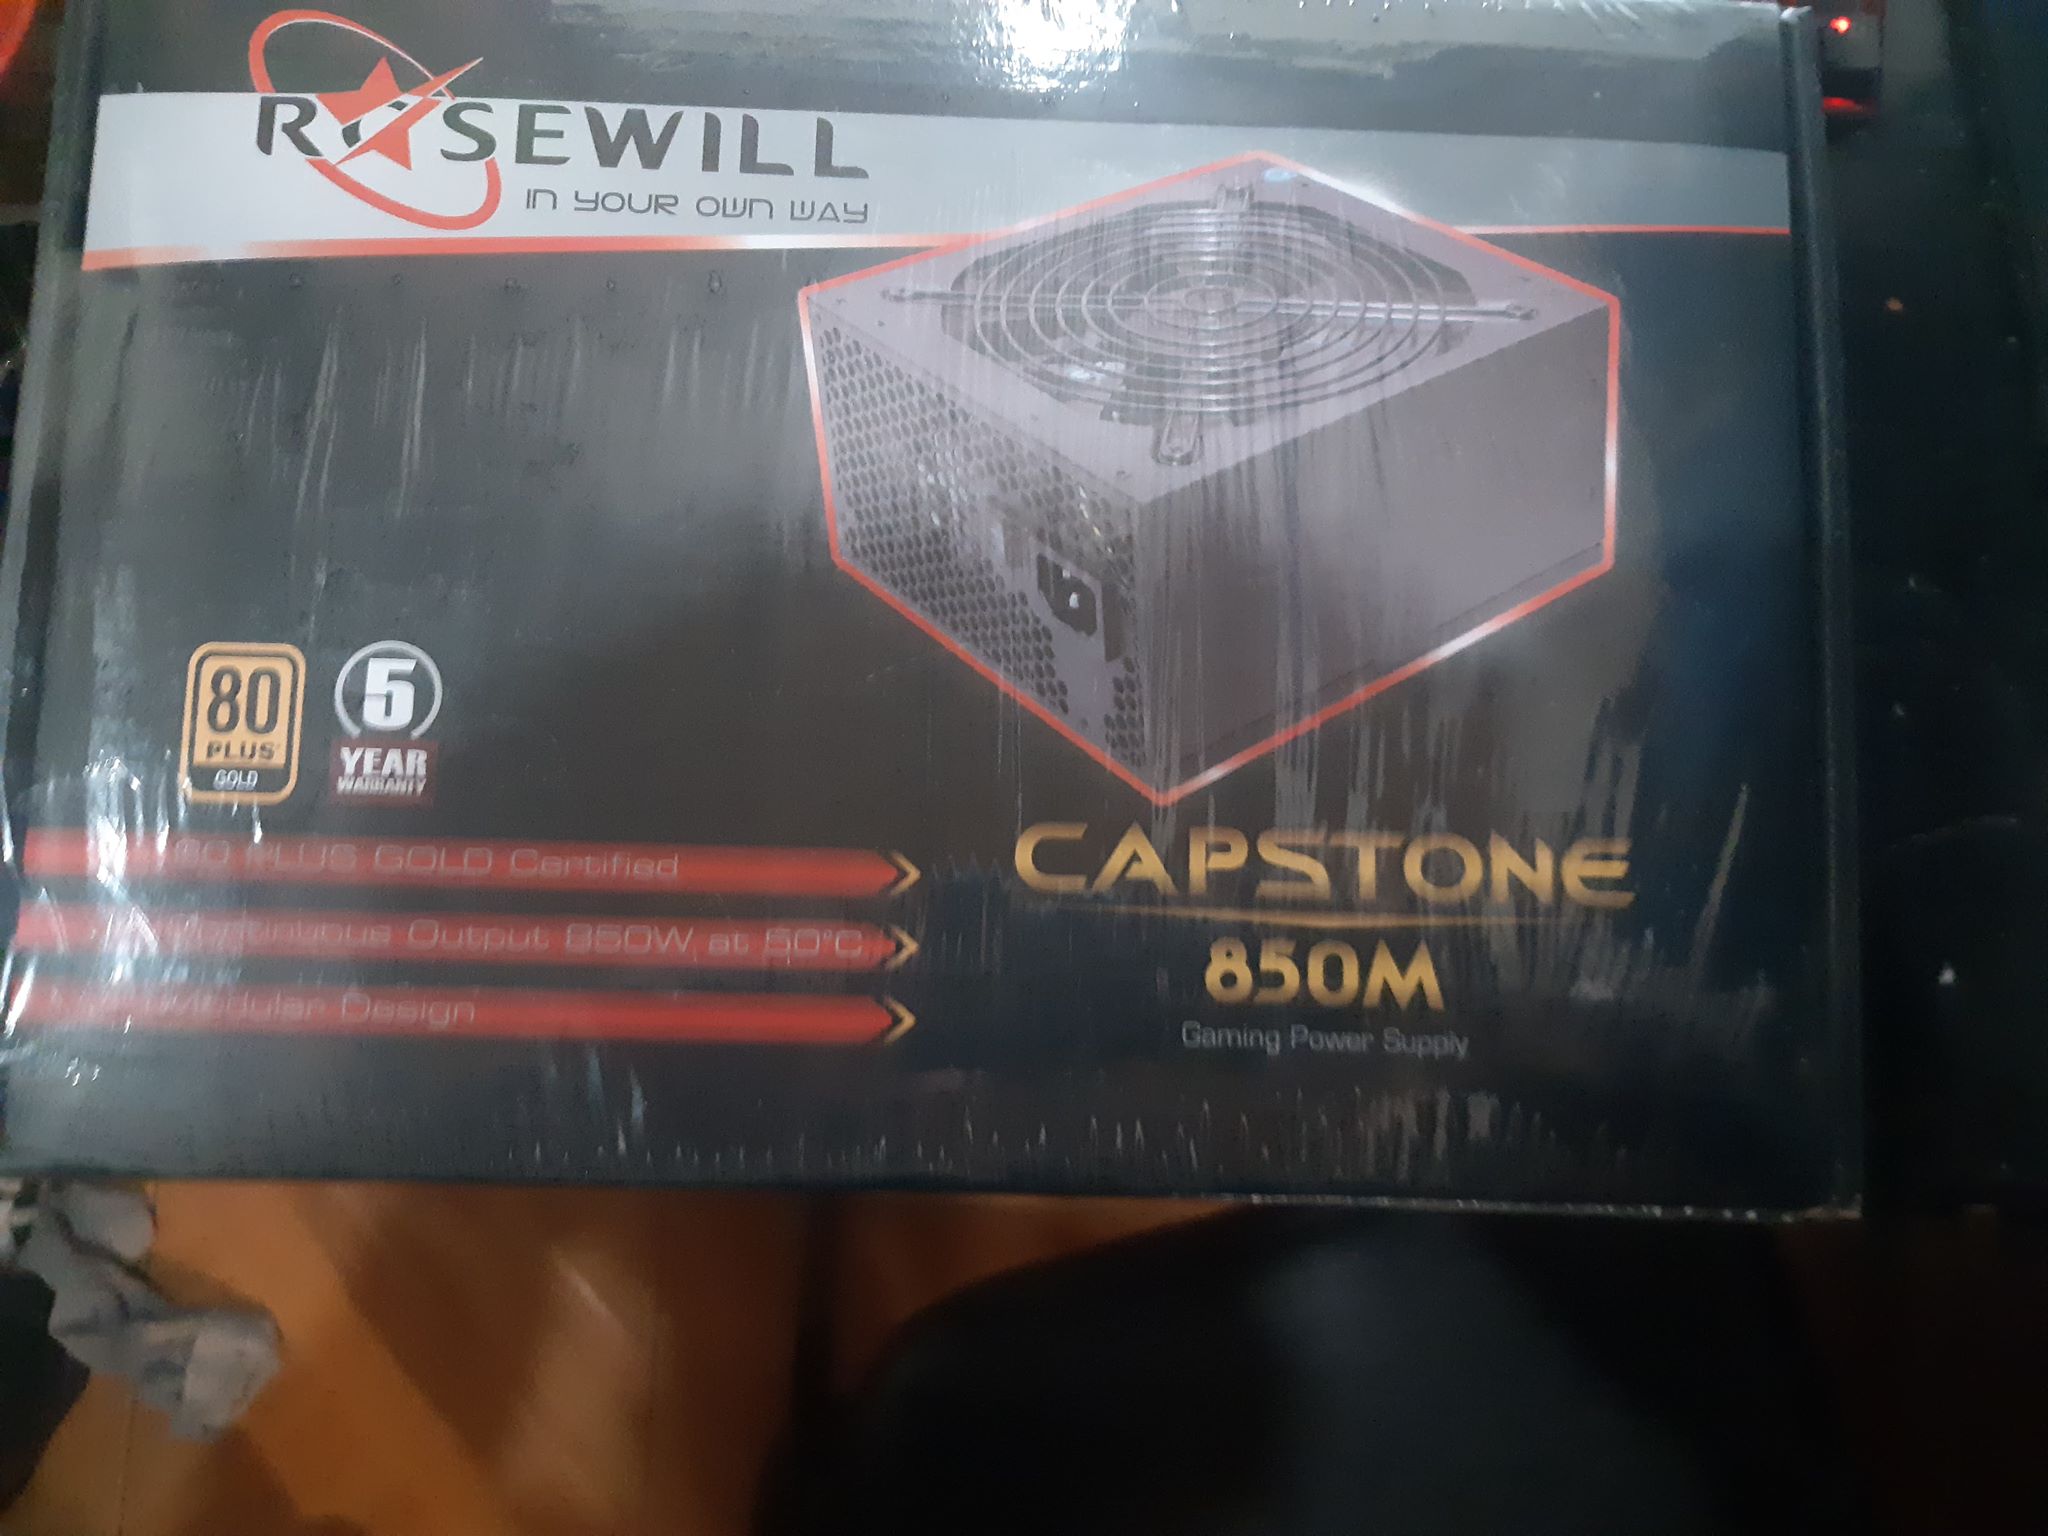 ROSEWILL
IN YOUR OWN WAY
80
PLUS
GOLD
5
YEAR
WARRANTY
80 PLUS GOLD Certified
Continuous Output 850W at 50°C
Modular Design
CAPSTONE
850M
Gaming Power Supply